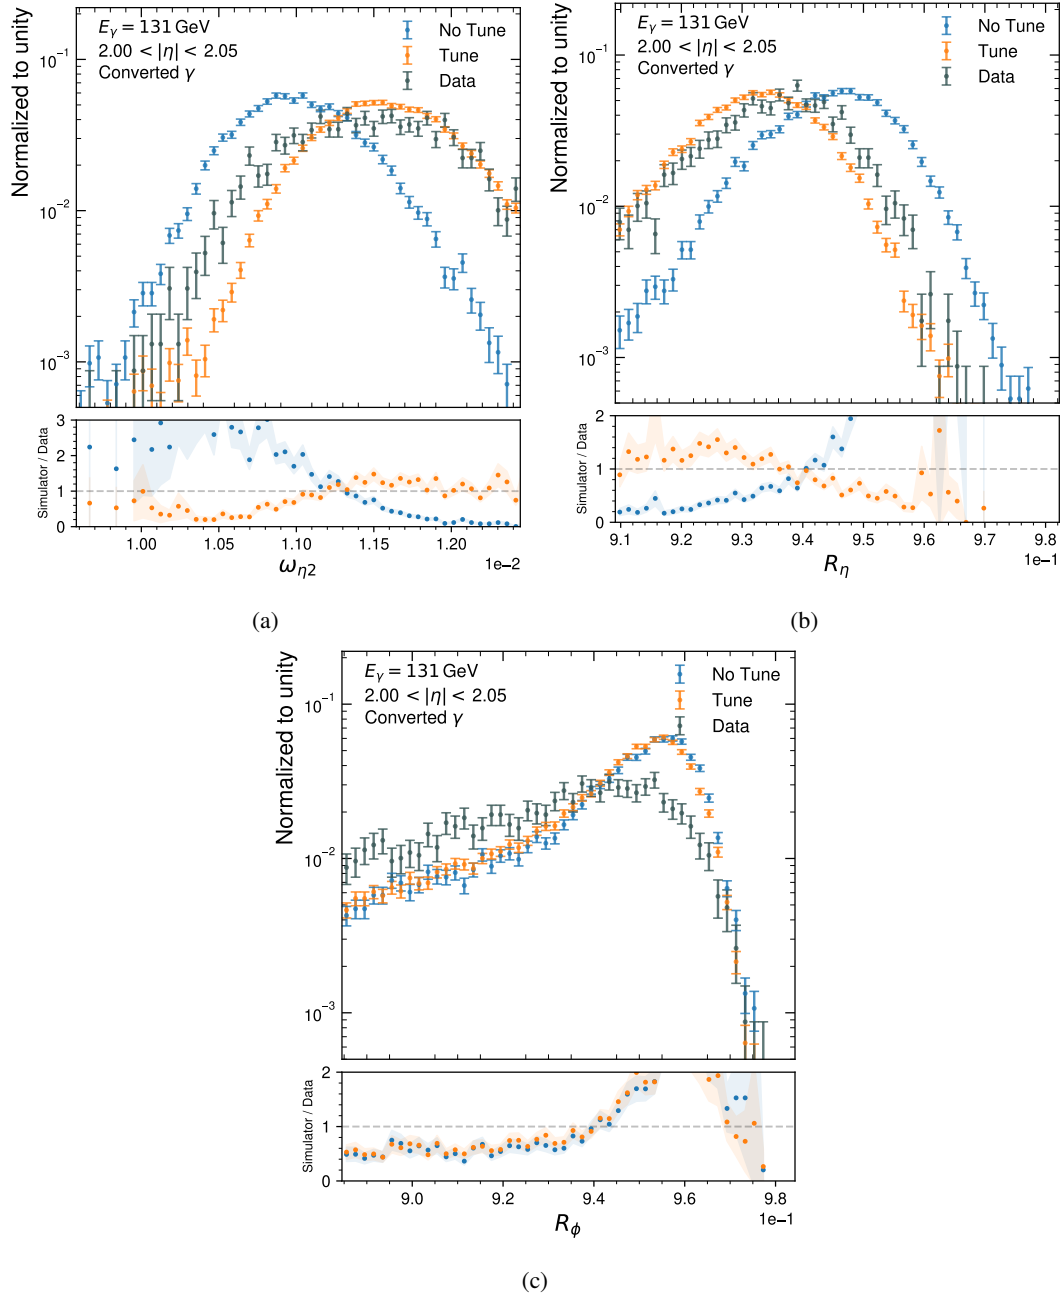 Normalized to unity
E_γ = 131 GeV
2.00 < |η| < 2.05
Converted γ
No Tune
Tune
Data
10⁻¹
10⁻²
10⁻³
Simulator / Data
3
2
1
0
1.00 1.05 1.10 1.15 1.20
1e-2
ω_η2
(a)
Normalized to unity
E_γ = 131 GeV
2.00 < |η| < 2.05
Converted γ
No Tune
Tune
Data
10⁻¹
10⁻²
10⁻³
Simulator / Data
2
1
0
9.1 9.2 9.3 9.4 9.5 9.6 9.7 9.8
1e-1
R_η
(b)
Normalized to unity
E_γ = 131 GeV
2.00 < |η| < 2.05
Converted γ
No Tune
Tune
Data
10⁻¹
10⁻²
10⁻³
Simulator / Data
2
1
0
9.0 9.2 9.4 9.6 9.8
1e-1
R_ϕ
(c)